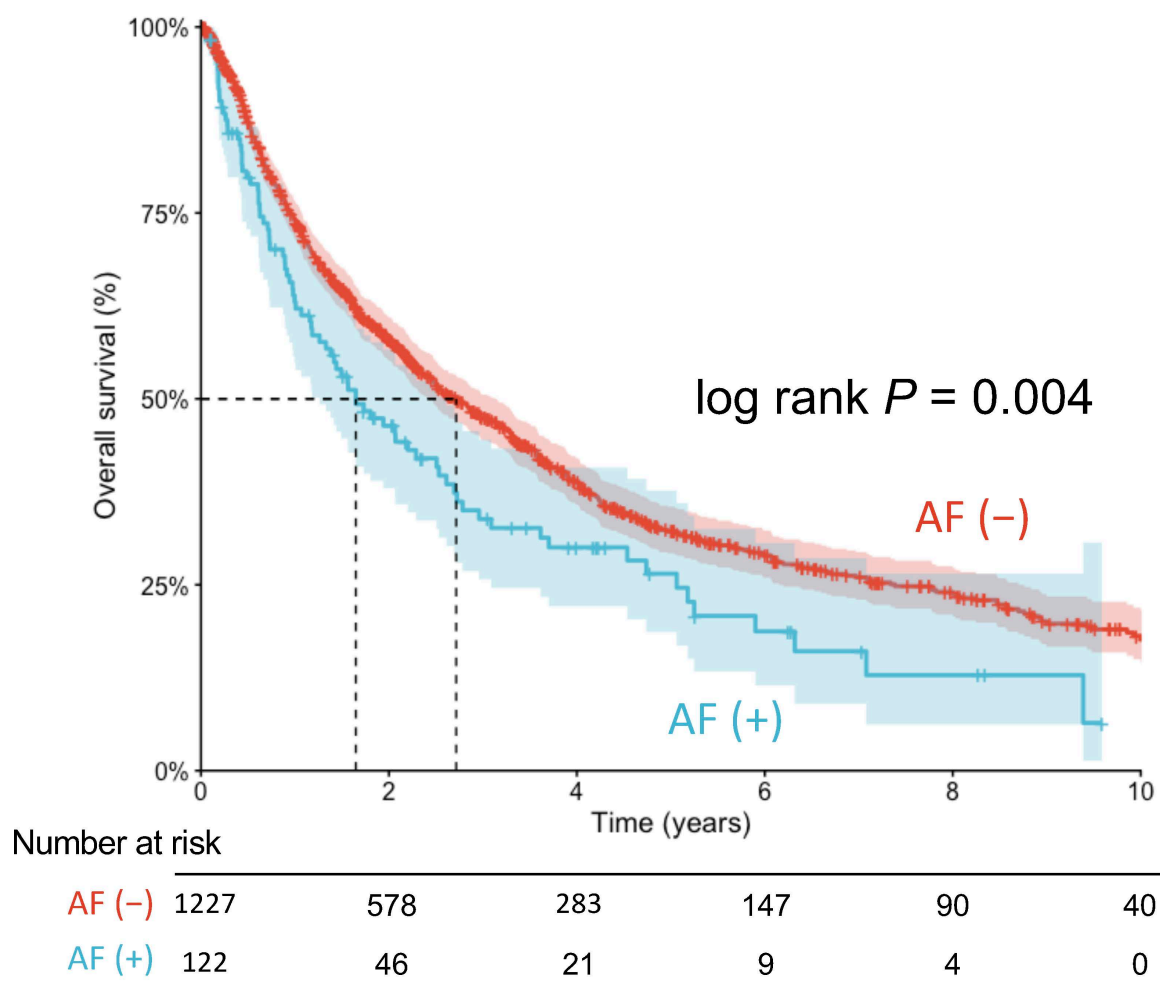 100%
75%
50%
25%
0%
Overall survival (%)
log rank P = 0.004
AF (−)
AF (+)
0 2 4 6 8 10
Time (years)
Number at risk
AF (−) 1227 578 283 147 90 40
AF (+) 122 46 21 9 4 0